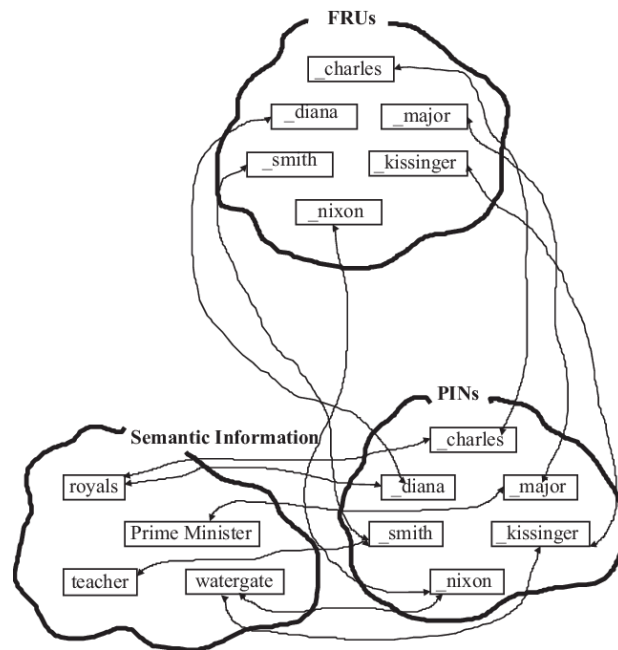 FRUs
_charles
_diana
_major
_smith
_kissinger
_nixon
PINs
Semantic Information
_charles
royals
_diana
_major
Prime Minister
_smith
_kissinger
teacher
watergate
_nixon